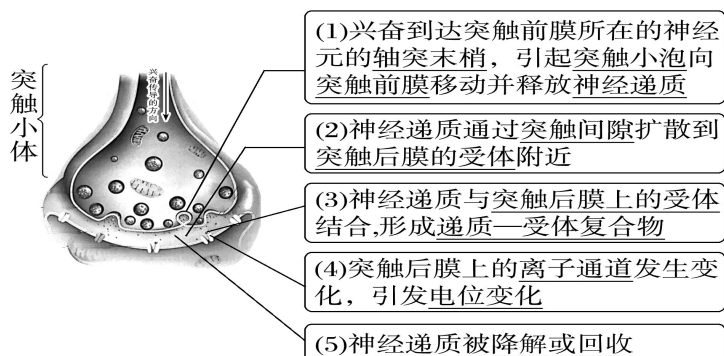 突触小体
兴奋传导的方向
(1)兴奋到达突触前膜所在的神经
元的轴突末梢，引起突触小泡向
突触前膜移动并释放神经递质
(2)神经递质通过突触间隙扩散到
突触后膜的受体附近
(3)神经递质与突触后膜上的受体
结合,形成递质—受体复合物
(4)突触后膜上的离子通道发生变
化，引发电位变化
(5)神经递质被降解或回收